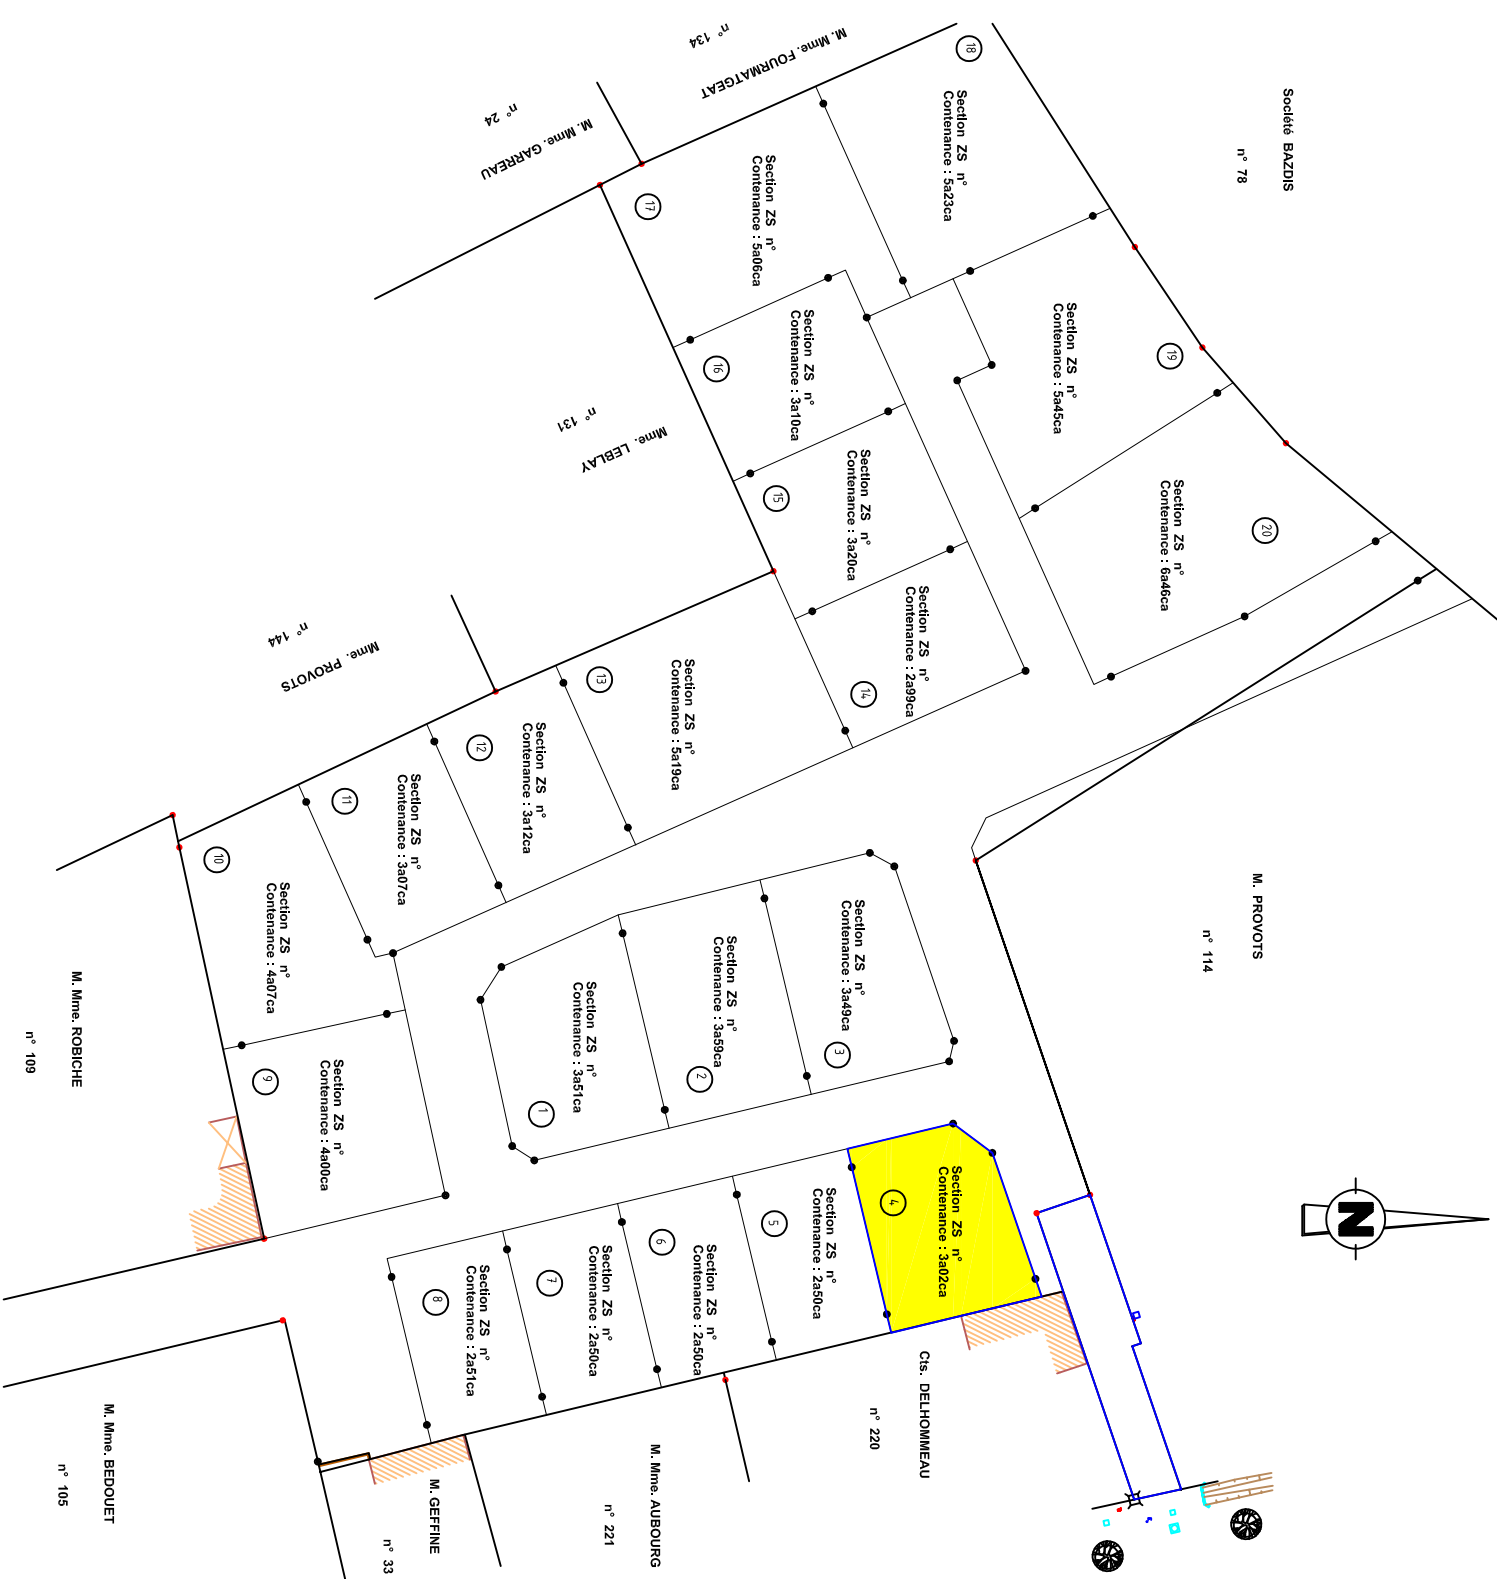 M. Mme. FOURMATGEAT
n° 134
M. Mme. GARREAU
n° 24
Société BAZDIS
n° 78
18
Section ZS n°
Contenance : 5a23ca
17
Section ZS n°
Contenance : 5a06ca
19
Section ZS n°
Contenance : 5a45ca
16
Section ZS n°
Contenance : 3a10ca
Mme. LEBLAY
n° 131
15
Section ZS n°
Contenance : 3a20ca
20
Section ZS n°
Contenance : 6a46ca
14
Section ZS n°
Contenance : 2a99ca
Mme. PROVOTS
n° 144
13
Section ZS n°
Contenance : 5a19ca
12
Section ZS n°
Contenance : 3a12ca
11
Section ZS n°
Contenance : 3a07ca
10
Section ZS n°
Contenance : 4a07ca
M. PROVOTS
n° 114
3
Section ZS n°
Contenance : 3a49ca
2
Section ZS n°
Contenance : 3a59ca
1
Section ZS n°
Contenance : 3a51ca
9
Section ZS n°
Contenance : 4a00ca
M. Mme. ROBICHE
n° 109
4
Section ZS n°
Contenance : 3a02ca
5
Section ZS n°
Contenance : 2a50ca
6
Section ZS n°
Contenance : 2a50ca
7
Section ZS n°
Contenance : 2a50ca
8
Section ZS n°
Contenance : 2a51ca
N
Cts. DELHOMMEAU
n° 220
M. Mme. AUBOURG
n° 221
M. GEFFINE
n° 33
M. Mme. BEDOUET
n° 105